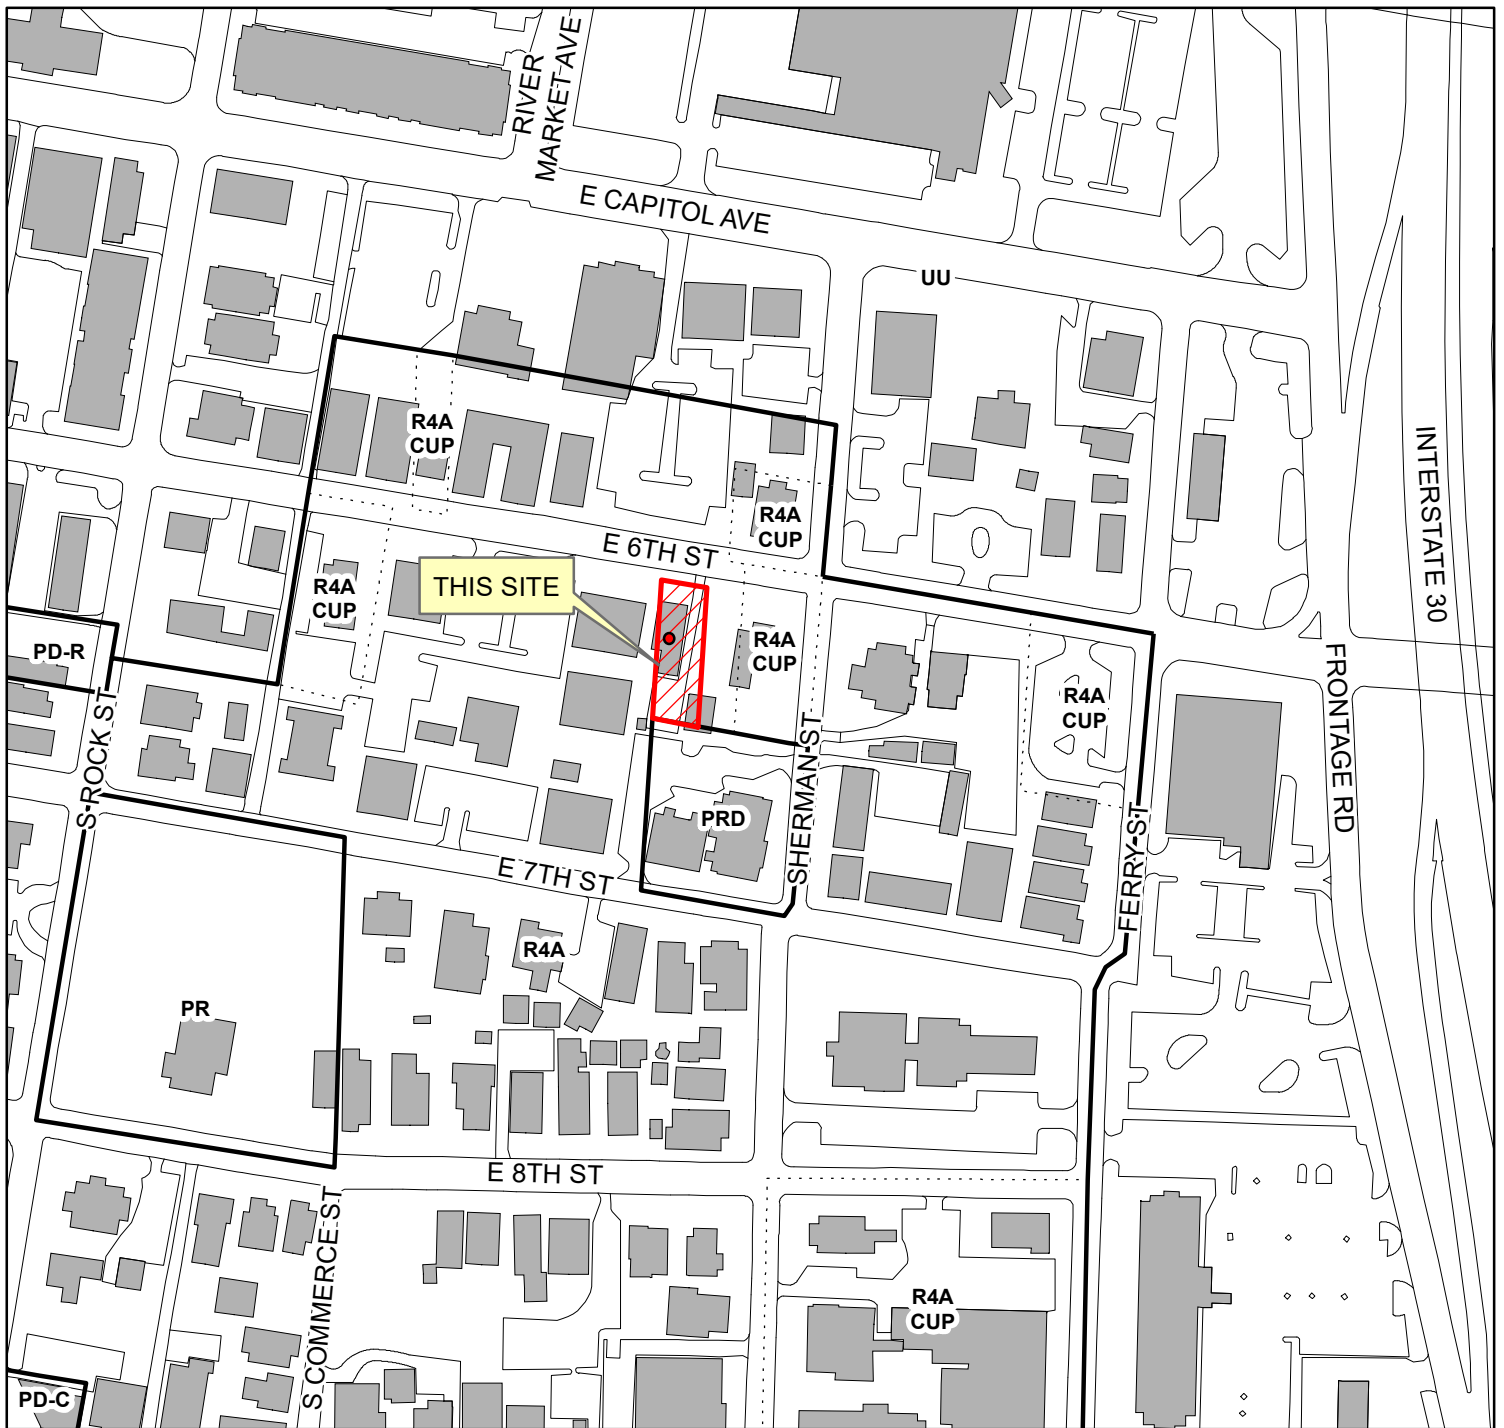 RIVER
MARKET AVE
E CAPITOL AVE
UU
R4A
CUP
INTERSTATE 30
R4A
CUP
E 6TH ST
THIS SITE
R4A
CUP
R4A
CUP
PD-R
R4A
CUP
FRONTAGE RD
S ROCK ST
SHERMAN ST
PRD
FERRY ST
E 7TH ST
R4A
PR
E 8TH ST
S COMMERCE ST
R4A
CUP
PD-C